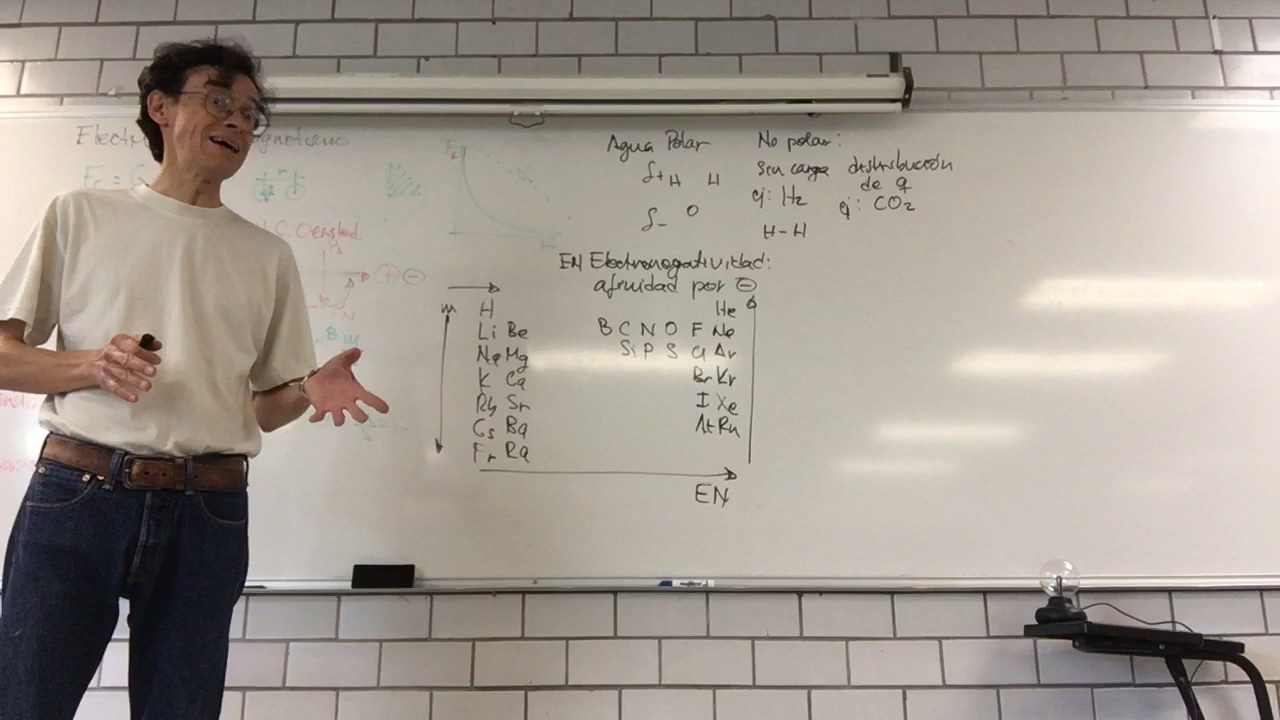 Agua Polar
δ+ H H
δ- O
No polar:
Sin carga distribución
de q
ej: H₂ ej: CO₂
H-H
EN Electronegatividad:
afinidad por ⊖
m H He
Li Be B C N O F Ne
Na Mg Si P S Cl Ar
K Ca Br Kr
Rb Sr I Xe
Cs Ba At Rn
Fr Ra
EN